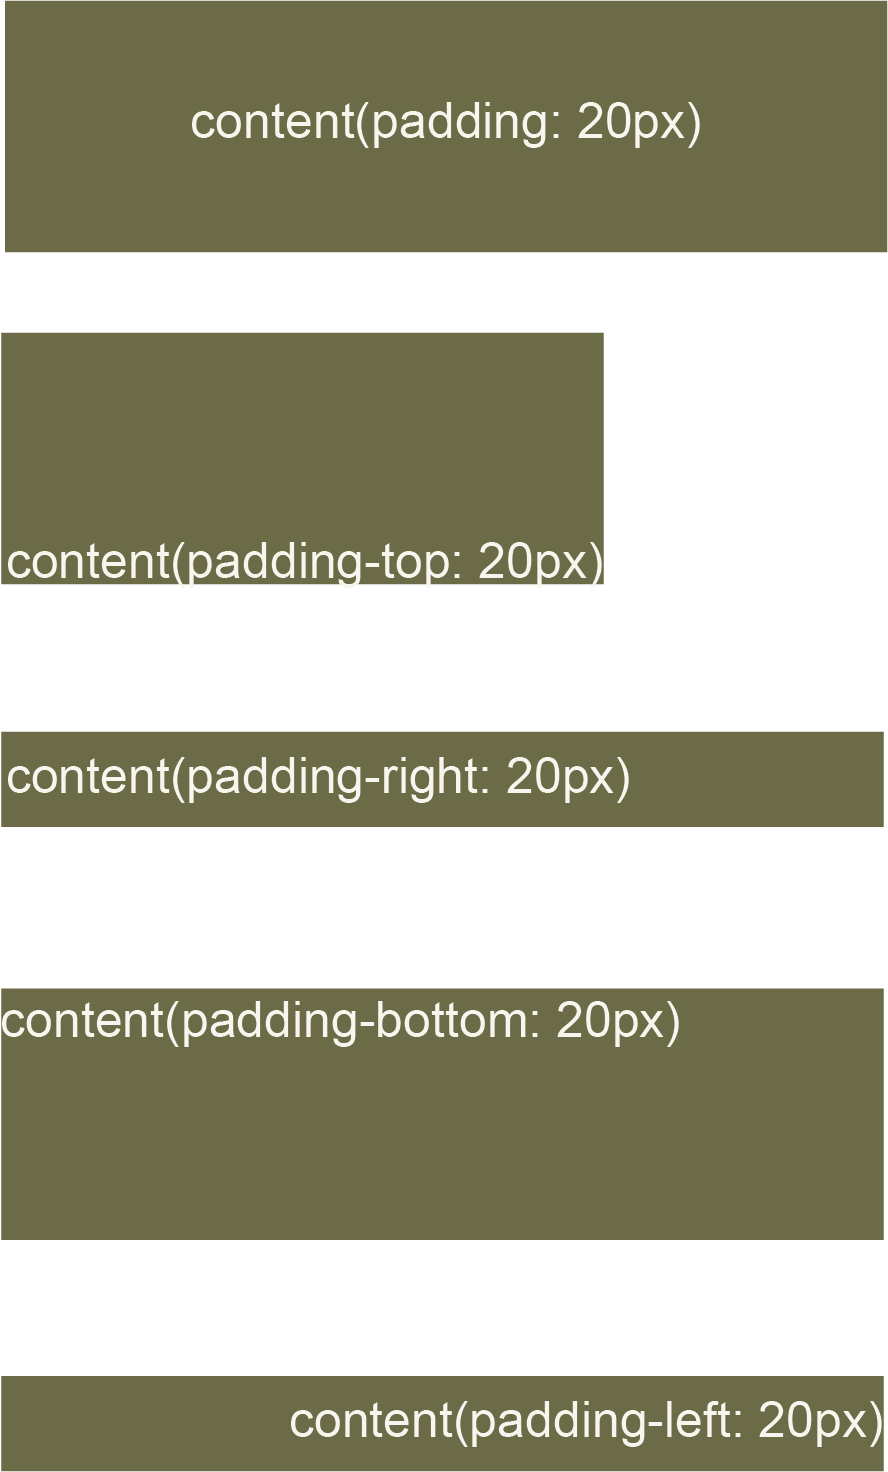 content(padding: 20px)
content(padding-top: 20px)
content(padding-right: 20px)
content(padding-bottom: 20px)
content(padding-left: 20px)